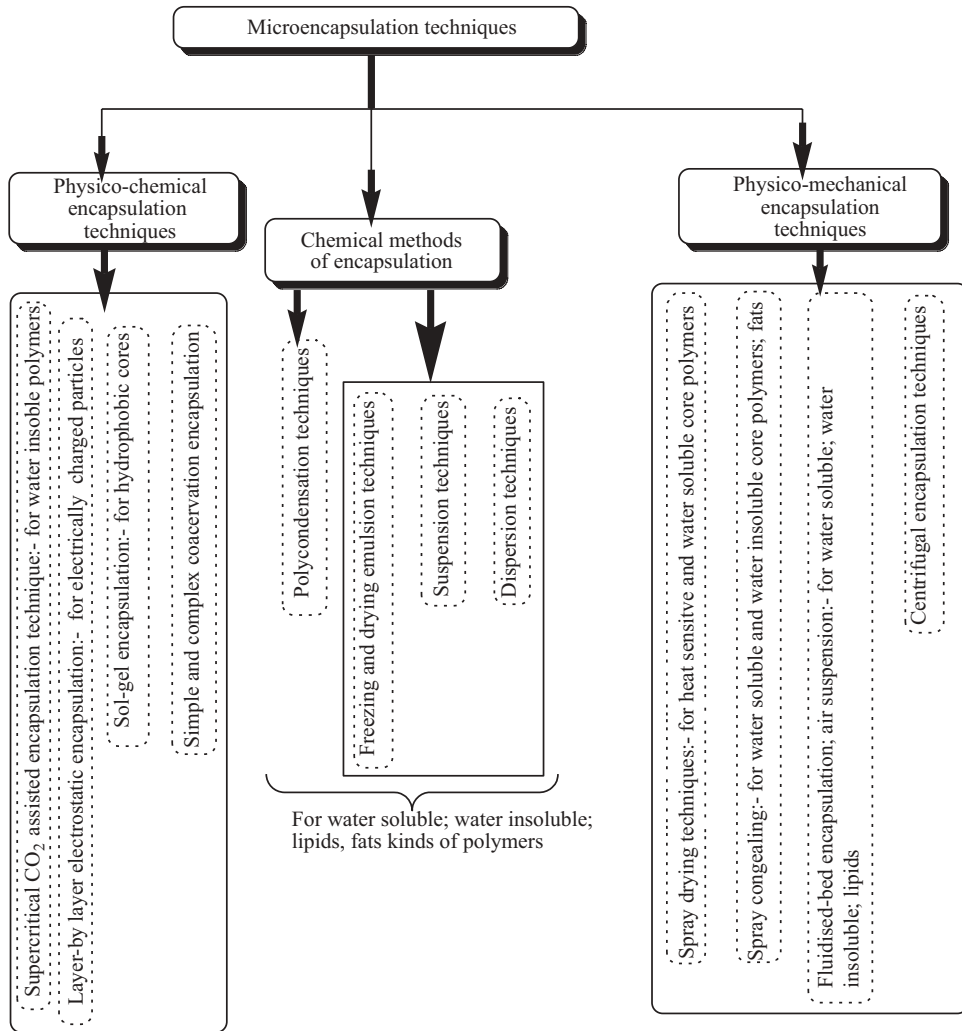 Microencapsulation techniques
Physico-chemical
encapsulation
techniques
Chemical methods
of encapsulation
Physico-mechanical
encapsulation
techniques
Supercritical CO2 assisted encapsulation technique:- for water insoble polymers
Layer-by layer electrostatic encapsulation:- for electrically charged particles
Sol-gel encapsulation:- for hydrophobic cores
Simple and complex coacervation encapsulation
Polycondensation techniques
Freezing and drying emulsion techniques
Suspension techniques
Dispersion techniques
For water soluble; water insoluble;
lipids, fats kinds of polymers
Spray drying techniques:- for heat sensitve and water soluble core polymers
Spray congealing:- for water soluble and water insoluble core polymers; fats
Fluidised-bed encapsulation; air suspension:- for water soluble; water
insoluble; lipids
Centrifugal encapsulation techniques